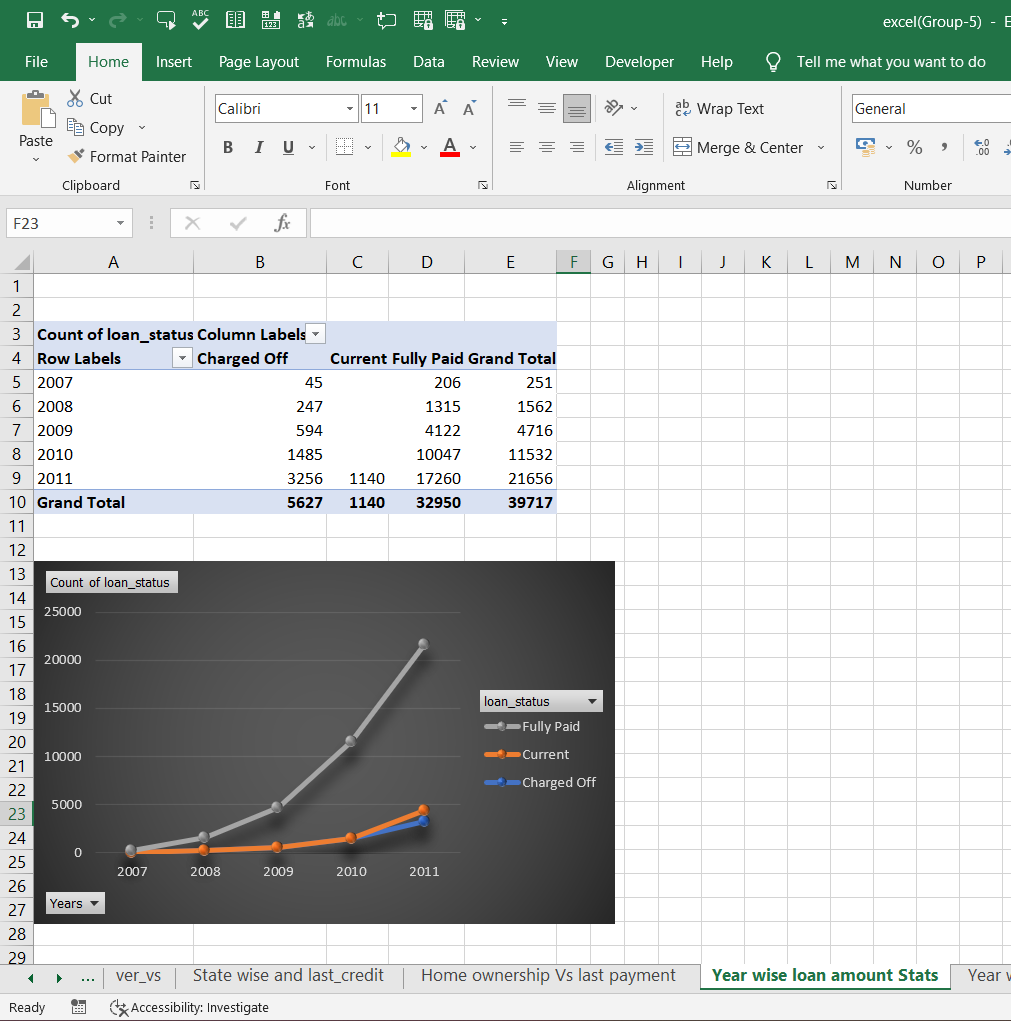 excel(Group-5) - E
File Home Insert Page Layout Formulas Data Review View Developer Help Tell me what you want to do
Paste
Cut
Copy
Format Painter
Clipboard
Calibri 11
B I U
Font
Wrap Text
Merge & Center
Alignment
General
Number
F23 fx
A B C D E F G H I J K L M N O P
1
2
3 Count of loan_status Column Labels
4 Row Labels Charged Off Current Fully Paid Grand Total
5 2007 45 206 251
6 2008 247 1315 1562
7 2009 594 4122 4716
8 2010 1485 10047 11532
9 2011 3256 1140 17260 21656
10 Grand Total 5627 1140 32950 39717
11
12
13
14
15
16
17
18
19
20
21
22
23
24
25
26
27
28
29
Count of loan_status
25000
20000
15000
10000
5000
0
2007 2008 2009 2010 2011
loan_status
Fully Paid
Current
Charged Off
Years
... ver_vs State wise and last_credit Home ownership Vs last payment Year wise loan amount Stats Year
Ready Accessibility: Investigate